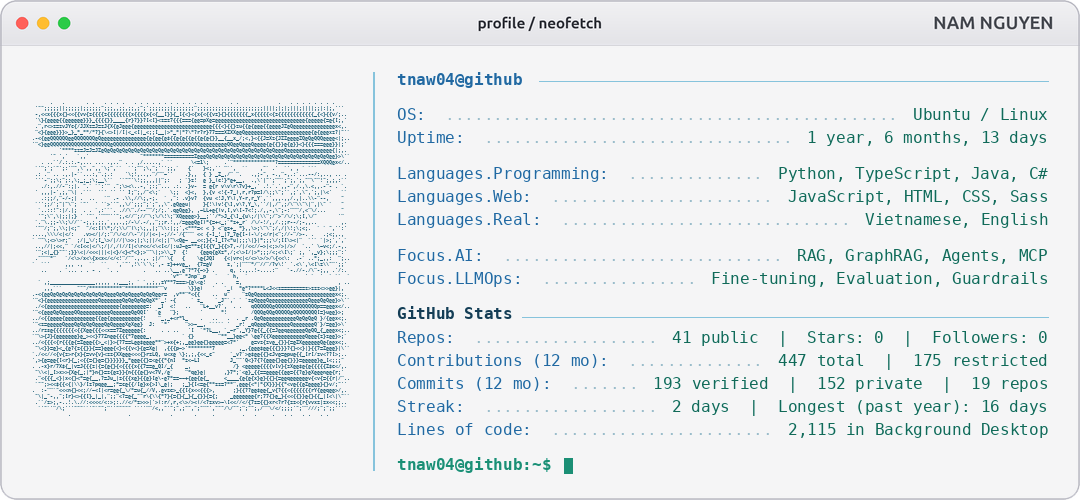 profile / neofetch
NAM NGUYEN
tnaw04@github
OS: ............................................... Ubuntu / Linux
Uptime: ................................. 1 year, 6 months, 13 days
Languages.Programming: .............. Python, TypeScript, Java, C#
Languages.Web: ........................ JavaScript, HTML, CSS, Sass
Languages.Real: ................................. Vietnamese, English
Focus.AI: ............................... RAG, GraphRAG, Agents, MCP
Focus.LLMOps: ................ Fine-tuning, Evaluation, Guardrails
GitHub Stats
Repos: ..................... 41 public | Stars: 0 | Followers: 0
Contributions (12 mo): .............. 447 total | 175 restricted
Commits (12 mo): ........ 193 verified | 152 private | 19 repos
Streak: .................. 2 days | Longest (past year): 16 days
Lines of code: ....................... 2,115 in Background Desktop
tnaw04@github:~$